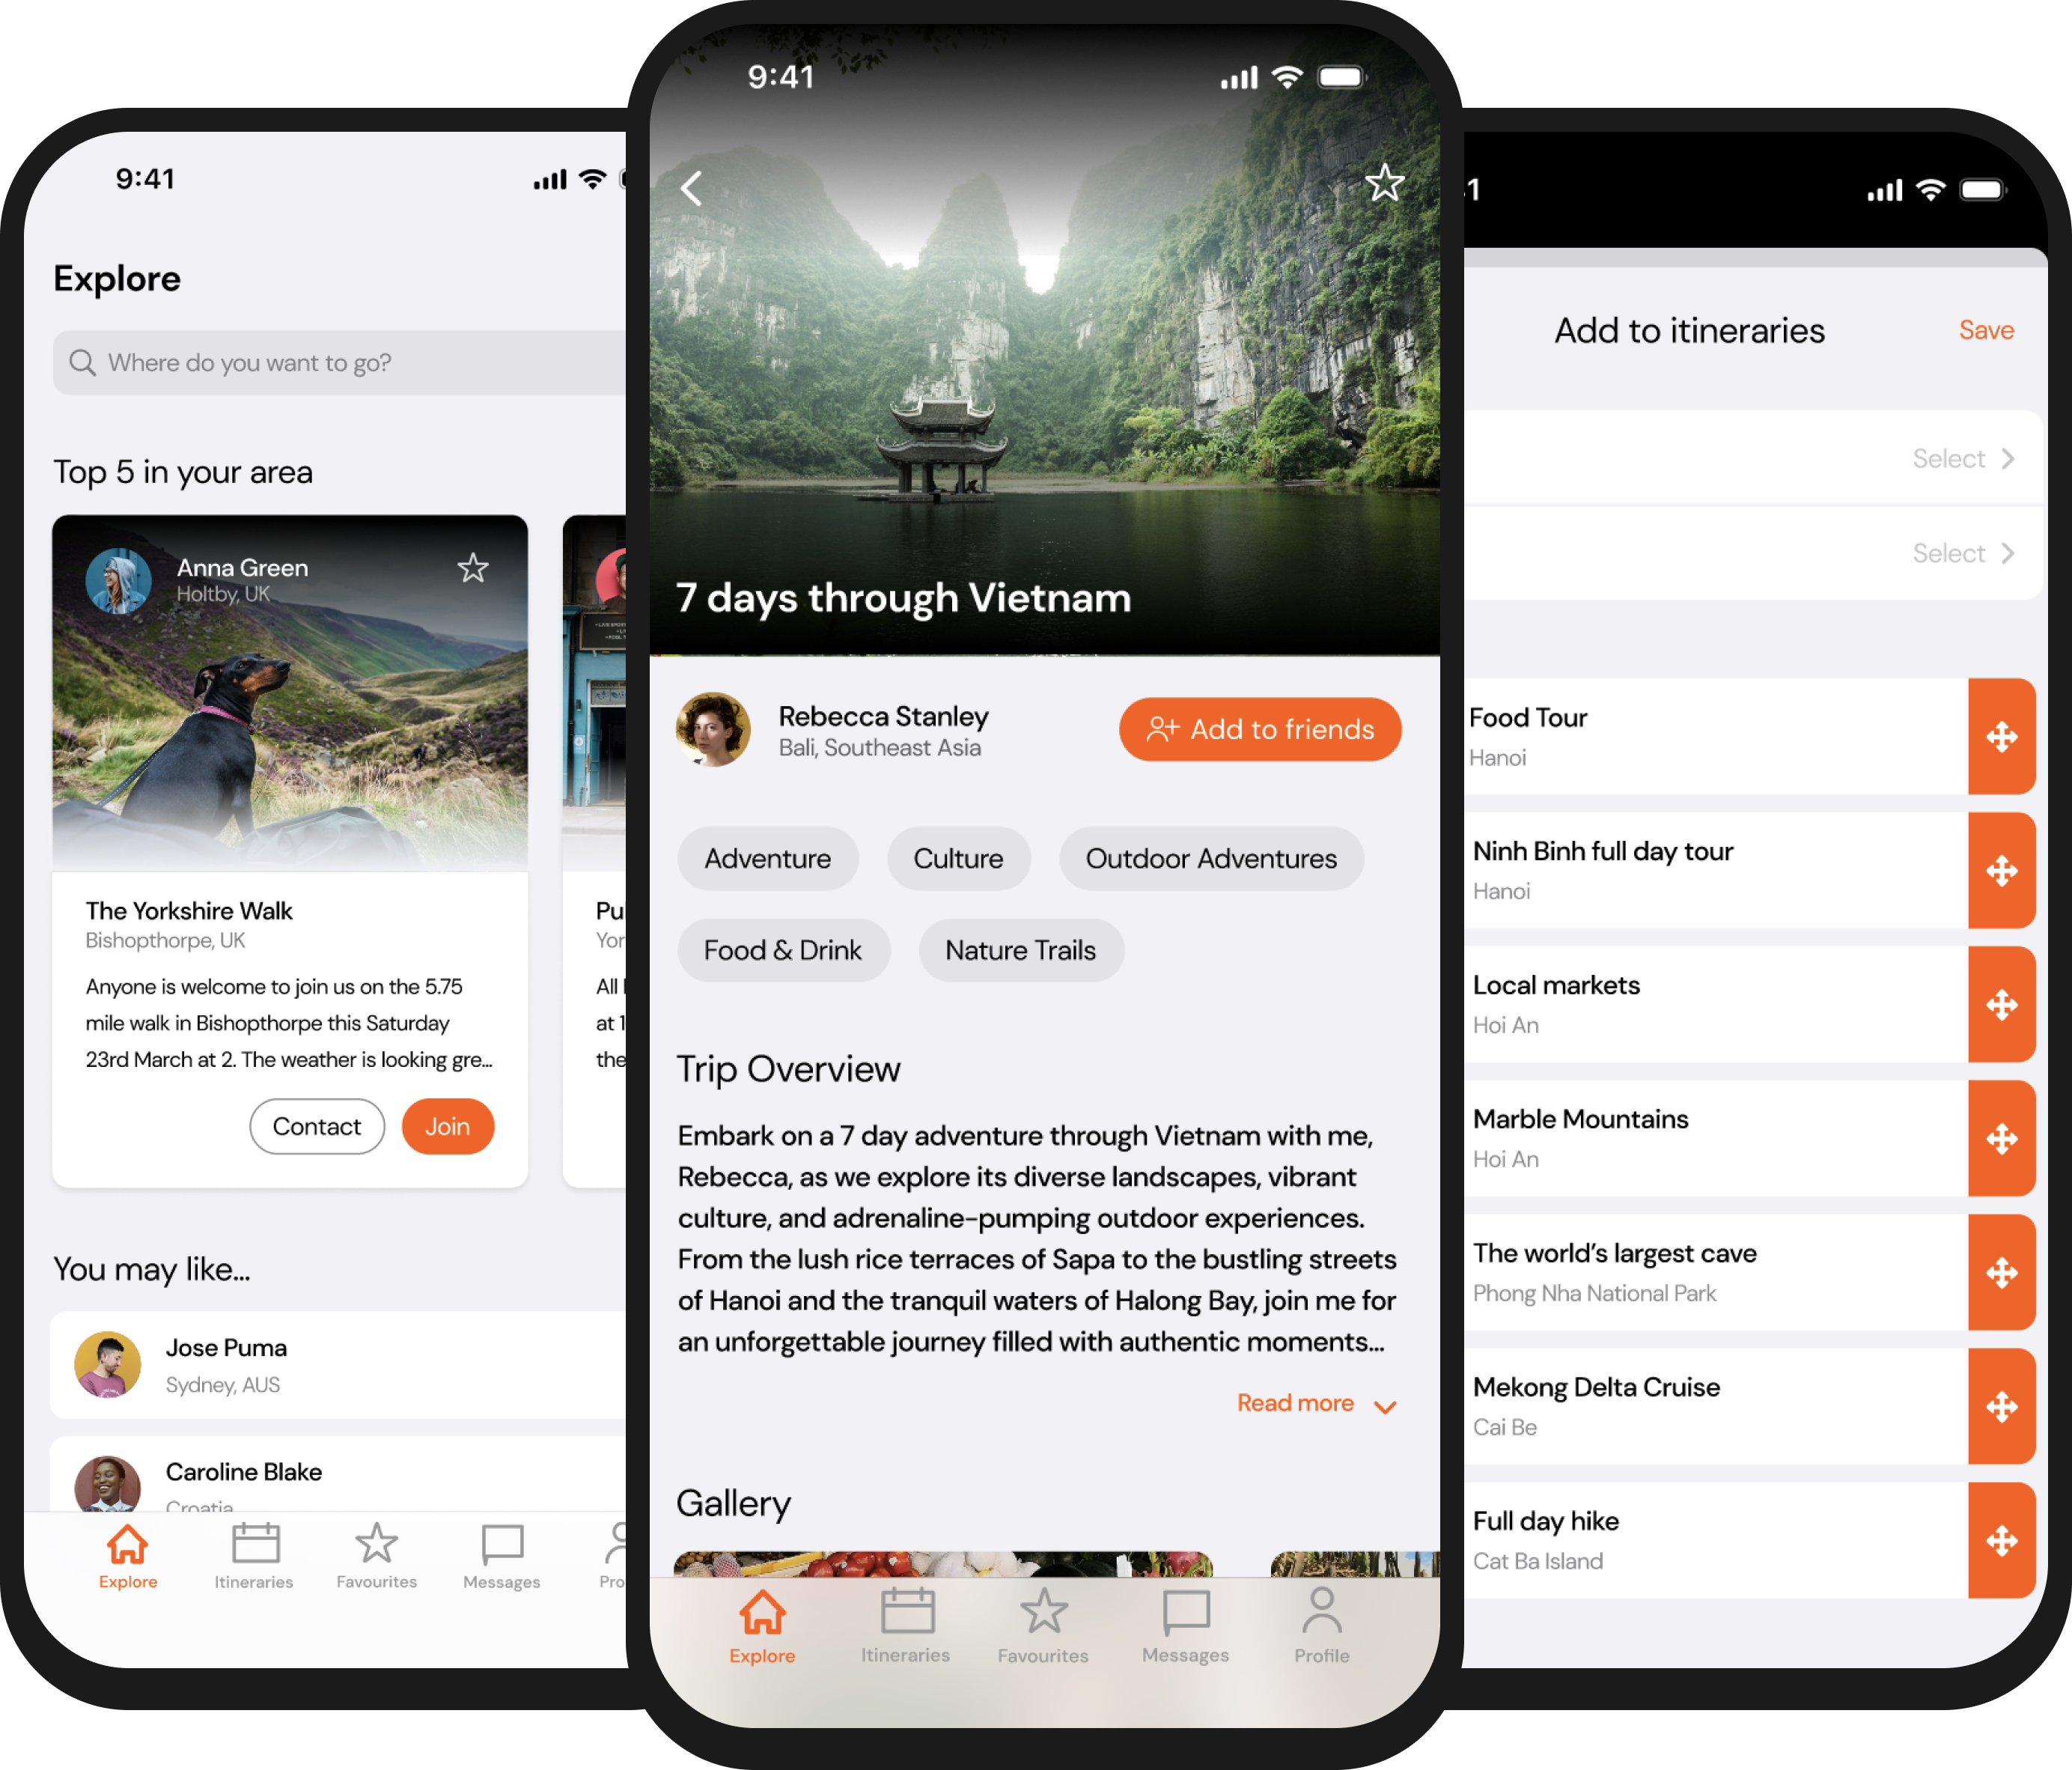 9:41
Explore
Where do you want to go?
Top 5 in your area
Anna Green
Holtby, UK
The Yorkshire Walk
Bishopthorpe, UK
Anyone is welcome to join us on the 5.75
mile walk in Bishopthorpe this Saturday
23rd March at 2. The weather is looking gre...
Contact
Join
Pu
Yor
All
at 1
the
You may like...
Jose Puma
Sydney, AUS
Caroline Blake
Croatia
Explore
Itineraries
Favourites
Messages
Pro
9:41
7 days through Vietnam
Rebecca Stanley
Bali, Southeast Asia
Add to friends
Adventure
Culture
Outdoor Adventures
Food & Drink
Nature Trails
Trip Overview
Embark on a 7 day adventure through Vietnam with me,
Rebecca, as we explore its diverse landscapes, vibrant
culture, and adrenaline-pumping outdoor experiences.
From the lush rice terraces of Sapa to the bustling streets
of Hanoi and the tranquil waters of Halong Bay, join me for
an unforgettable journey filled with authentic moments...
Read more
Gallery
Explore
Itineraries
Favourites
Messages
Profile
1
Add to itineraries
Save
Select
Select
Food Tour
Hanoi
Ninh Binh full day tour
Hanoi
Local markets
Hoi An
Marble Mountains
Hoi An
The world's largest cave
Phong Nha National Park
Mekong Delta Cruise
Cai Be
Full day hike
Cat Ba Island